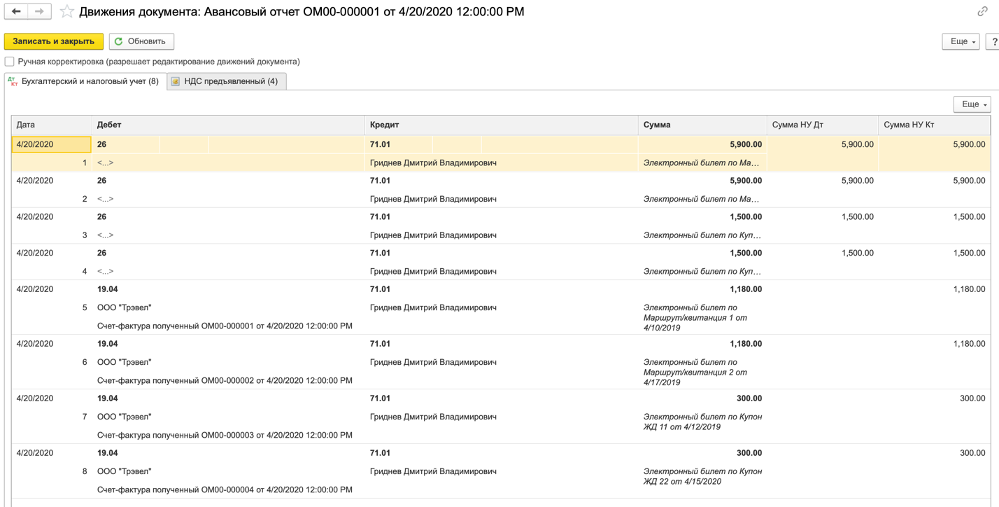 Движения документа: Авансовый отчет ОМ00-000001 от 4/20/2020 12:00:00 PM
Записать и закрыть Обновить Еще ?
Ручная корректировка (разрешает редактирование движений документа)
Дт Кт Бухгалтерский и налоговый учет (8) НДС предъявленный (4)
Еще
Дата Дебет Кредит Сумма Сумма НУ Дт Сумма НУ Кт
4/20/2020 26 71.01 5,900.00 5,900.00 5,900.00
1 <...> Гриднев Дмитрий Владимирович Электронный билет по Ма...
4/20/2020 26 71.01 5,900.00 5,900.00 5,900.00
2 <...> Гриднев Дмитрий Владимирович Электронный билет по Ма...
4/20/2020 26 71.01 1,500.00 1,500.00 1,500.00
3 <...> Гриднев Дмитрий Владимирович Электронный билет по Куп...
4/20/2020 26 71.01 1,500.00 1,500.00 1,500.00
4 <...> Гриднев Дмитрий Владимирович Электронный билет по Куп...
4/20/2020 19.04 71.01 1,180.00 1,180.00
5 ООО "Трэвел" Гриднев Дмитрий Владимирович Электронный билет по
Маршрут/квитанция 1 от
Счет-фактура полученный ОМ00-000001 от 4/20/2020 12:00:00 PM 4/10/2019
4/20/2020 19.04 71.01 1,180.00 1,180.00
6 ООО "Трэвел" Гриднев Дмитрий Владимирович Электронный билет по
Маршрут/квитанция 2 от
Счет-фактура полученный ОМ00-000002 от 4/20/2020 12:00:00 PM 4/17/2019
4/20/2020 19.04 71.01 300.00 300.00
7 ООО "Трэвел" Гриднев Дмитрий Владимирович Электронный билет по Купон
ЖД 11 от 4/12/2019
Счет-фактура полученный ОМ00-000003 от 4/20/2020 12:00:00 PM
4/20/2020 19.04 71.01 300.00 300.00
8 ООО "Трэвел" Гриднев Дмитрий Владимирович Электронный билет по Купон
ЖД 22 от 4/15/2020
Счет-фактура полученный ОМ00-000004 от 4/20/2020 12:00:00 PM